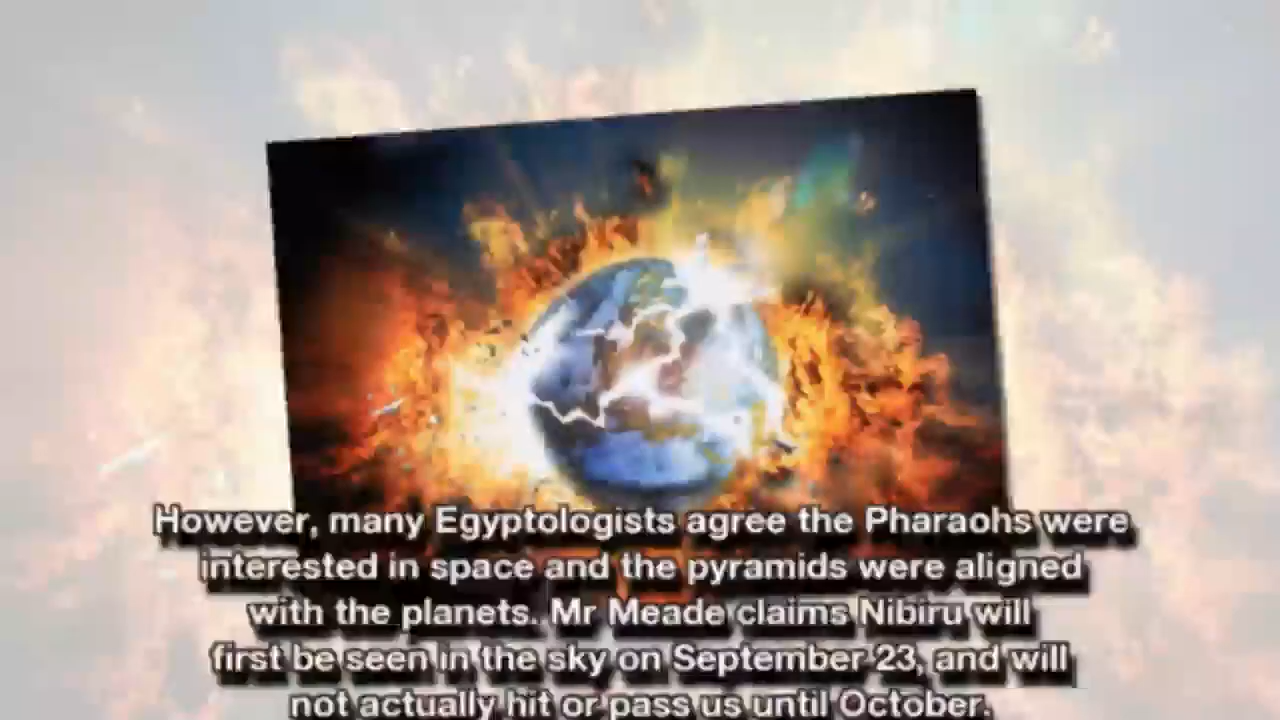 However, many Egyptologists agree the Pharaohs were
interested in space and the pyramids were aligned
with the planets. Mr Meade claims Nibiru will
first be seen in the sky on September 23, and will
not actually hit or pass us until October.